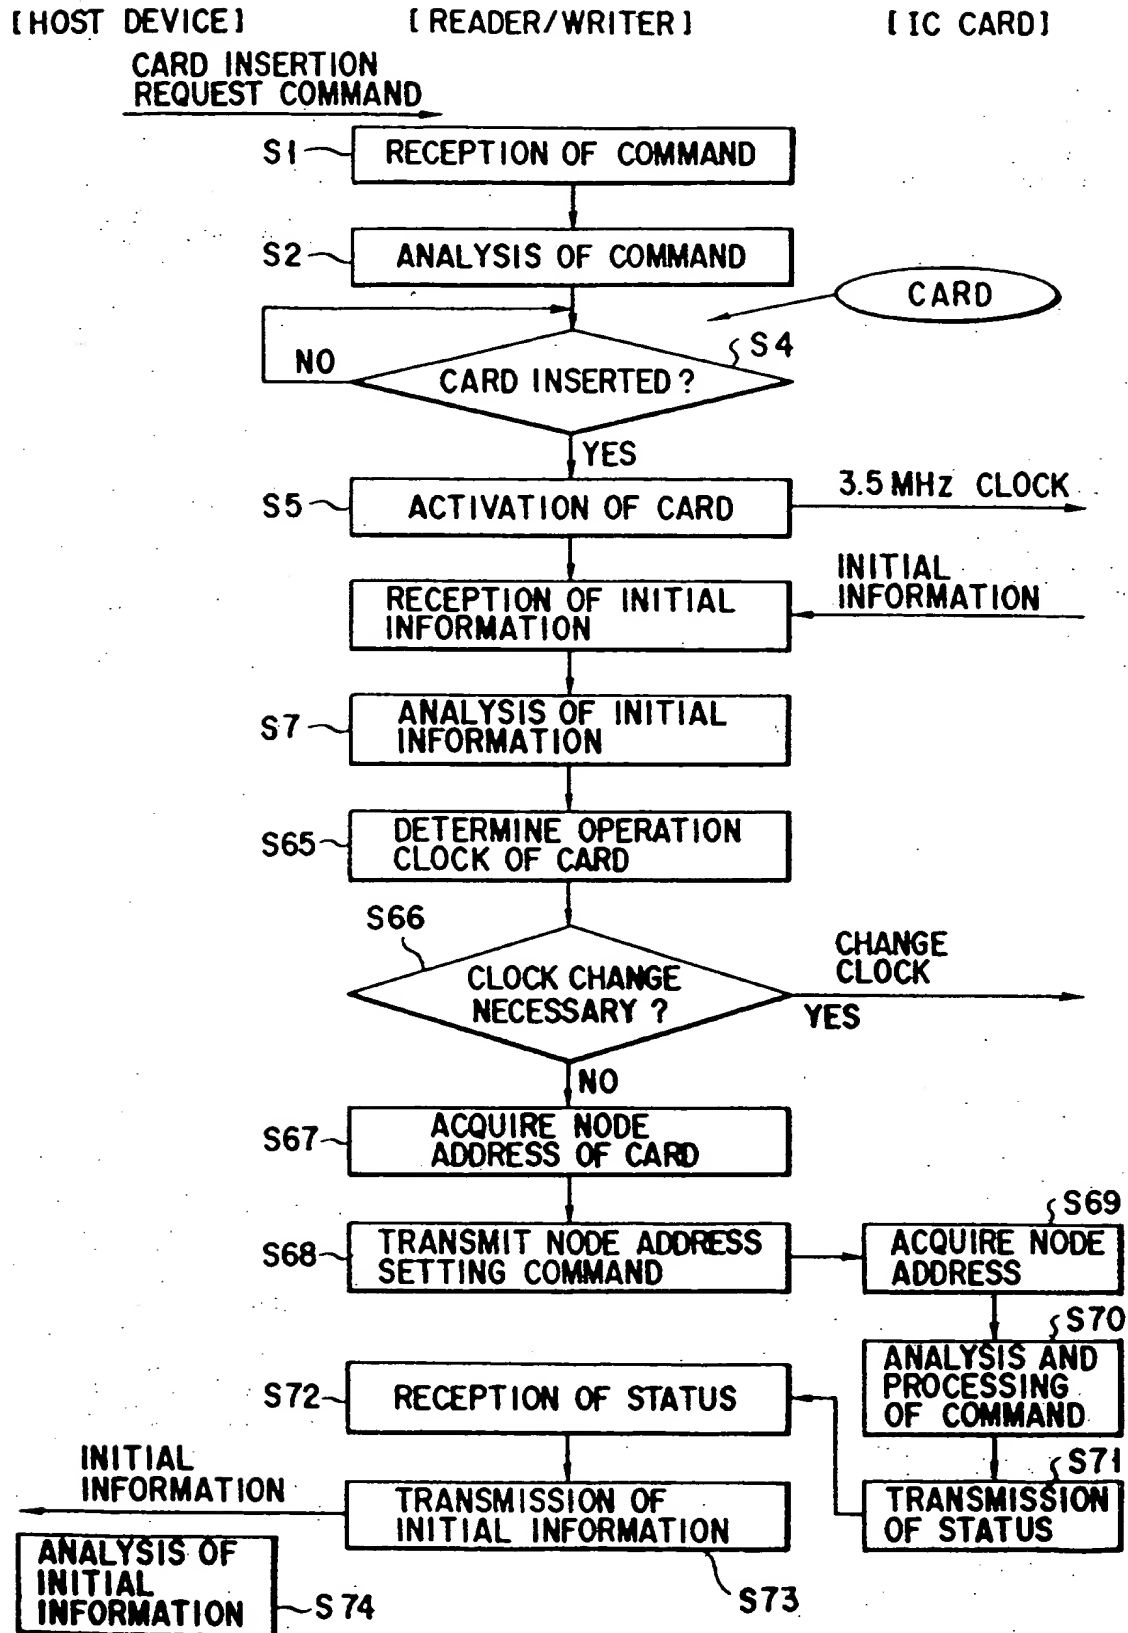 [HOST DEVICE] [READER/WRITER] [IC CARD]
CARD INSERTION
REQUEST COMMAND
S1 RECEPTION OF COMMAND
S2 ANALYSIS OF COMMAND
CARD
S4
NO CARD INSERTED?
YES
S5 ACTIVATION OF CARD 3.5MHz CLOCK
RECEPTION OF INITIAL
INFORMATION
INITIAL
INFORMATION
S7 ANALYSIS OF INITIAL
INFORMATION
S65 DETERMINE OPERATION
CLOCK OF CARD
S66
CLOCK CHANGE
NECESSARY ?
CHANGE
CLOCK
YES
NO
S67 ACQUIRE NODE
ADDRESS OF CARD
S68 TRANSMIT NODE ADDRESS
SETTING COMMAND
S69
ACQUIRE NODE
ADDRESS
S70
ANALYSIS AND
PROCESSING
OF COMMAND
S72 RECEPTION OF STATUS
S71
TRANSMISSION
OF STATUS
INITIAL
INFORMATION
TRANSMISSION OF
INITIAL INFORMATION
S73
ANALYSIS OF
INITIAL
INFORMATION
S74